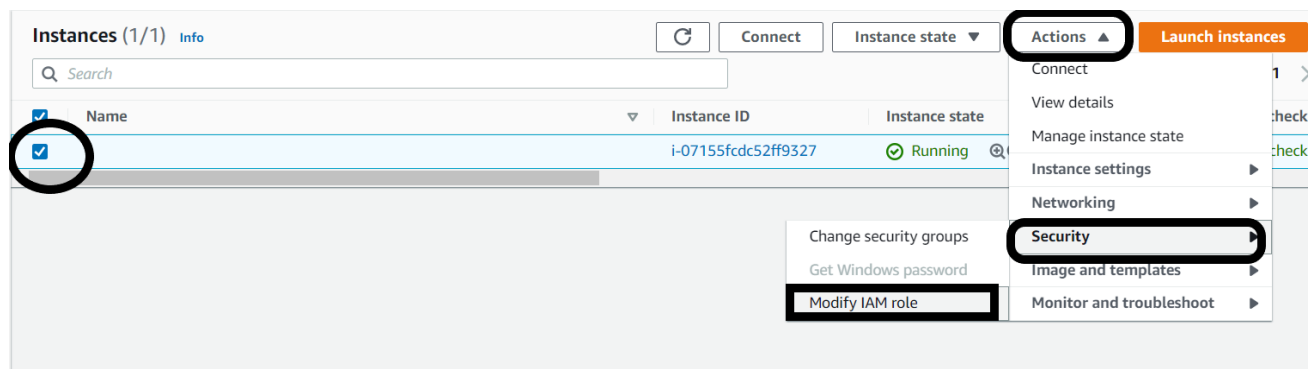 Instances (1/1) Info
Connect
Instance state
Actions
Launch instances
Search
Connect
1
View details
Name
Instance ID
Instance state
check
Manage instance state
i-07155fcdc52ff9327
Running
check
Instance settings
Networking
Change security groups
Security
Get Windows password
Image and templates
Modify IAM role
Monitor and troubleshoot